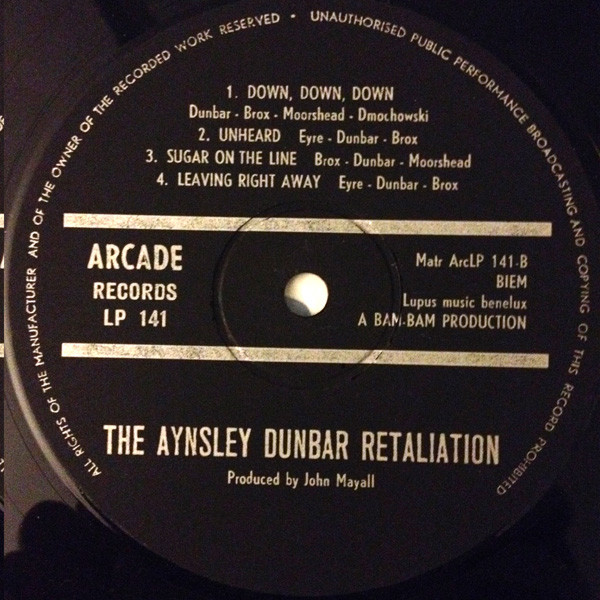 ALL RIGHTS OF THE MANUFACTURER AND OF THE OWNER OF THE RECORDED WORK RESERVED • UNAUTHORISED PUBLIC PERFORMANCE BROADCASTING AND COPYING OF THIS RECORD PROHIBITED
1. DOWN, DOWN, DOWN
Dunbar - Brox - Moorshead - Dmochowski
2. UNHEARD Eyre - Dunbar - Brox
3. SUGAR ON THE LINE Brox - Dunbar - Moorshead
4. LEAVING RIGHT AWAY Eyre - Dunbar - Brox
ARCADE
RECORDS
LP 141
Matr ArcLP 141-B
BIEM
Lupus music benelux
A BAM-BAM PRODUCTION
THE AYNSLEY DUNBAR RETALIATION
Produced by John Mayall